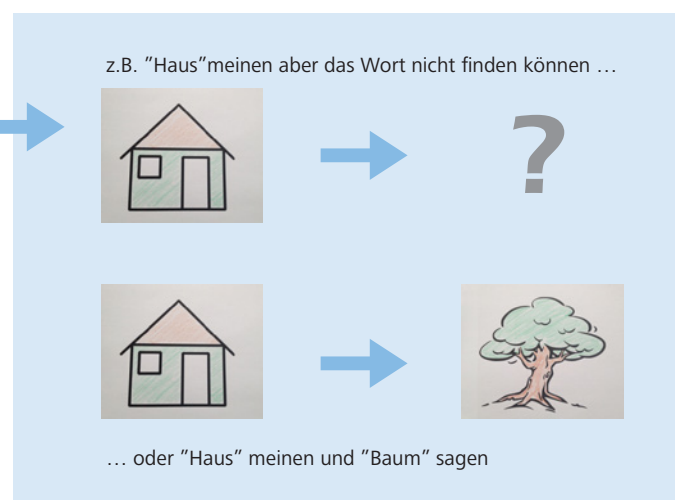 z.B. "Haus"meinen aber das Wort nicht finden können …
?
… oder "Haus" meinen und "Baum" sagen